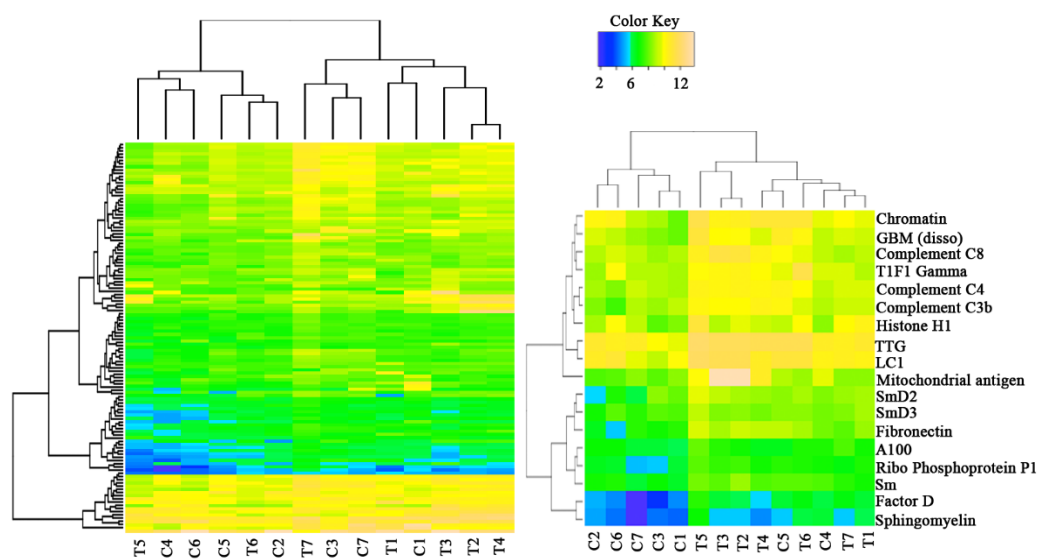 Color Key
2 6 12
Chromatin
GBM (disso)
Complement C8
T1F1 Gamma
Complement C4
Complement C3b
Histone H1
TTG
LC1
Mitochondrial antigen
SmD2
SmD3
Fibronectin
A100
Ribo Phosphoprotein P1
Sm
Factor D
Sphingomyelin
T5 C4 C6 C5 T6 C2 T7 C3 C7 T1 C1 T3 T2 T4
C2 C6 C7 C3 C1 T5 T3 T2 T4 C5 T6 C4 T7 T1